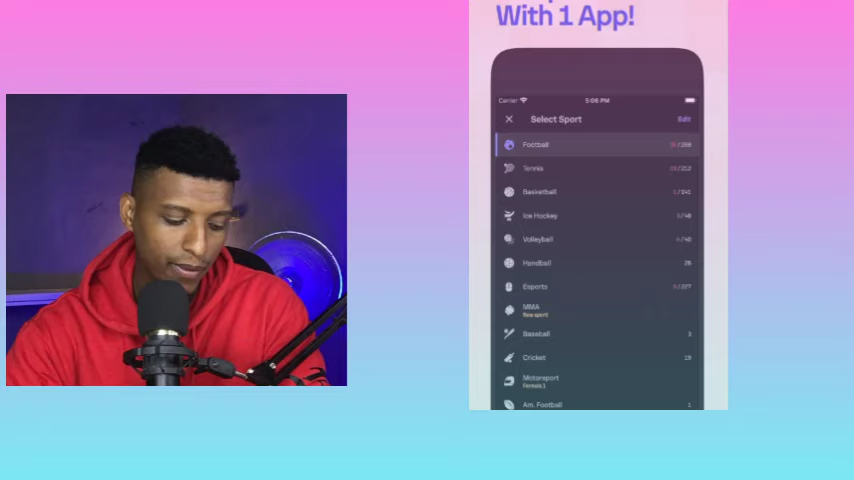 With 1 App!
Carrier
5:06 PM
Select Sport
Edit
Football
Tennis
Basketball
Ice Hockey
Volleyball
Handball
28
Esports
MMA
New sport
Baseball
3
Cricket
19
Motorsport
Formula 1
Am. Football
1